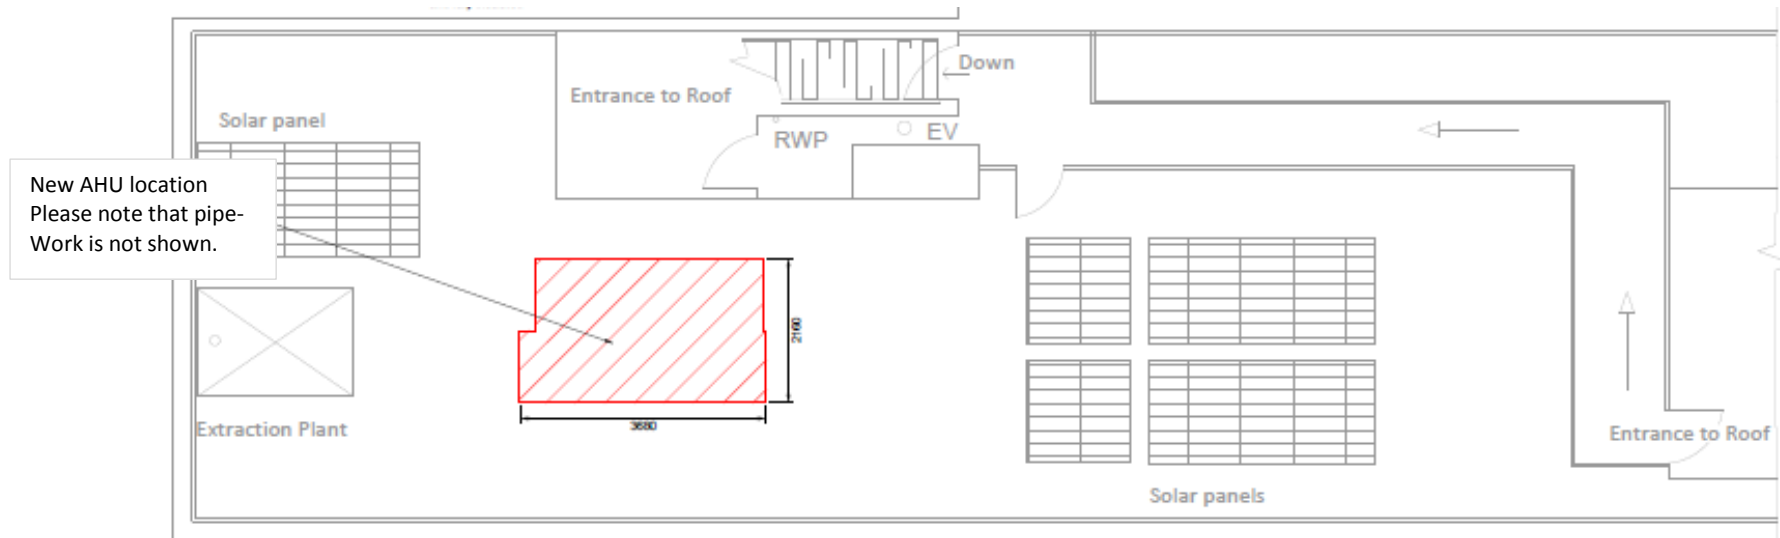 Down
Entrance to Roof
Solar panel
RWP
EV
New AHU location
Please note that pipe-
Work is not shown.
2160
3680
Extraction Plant
Entrance to Roof
Solar panels